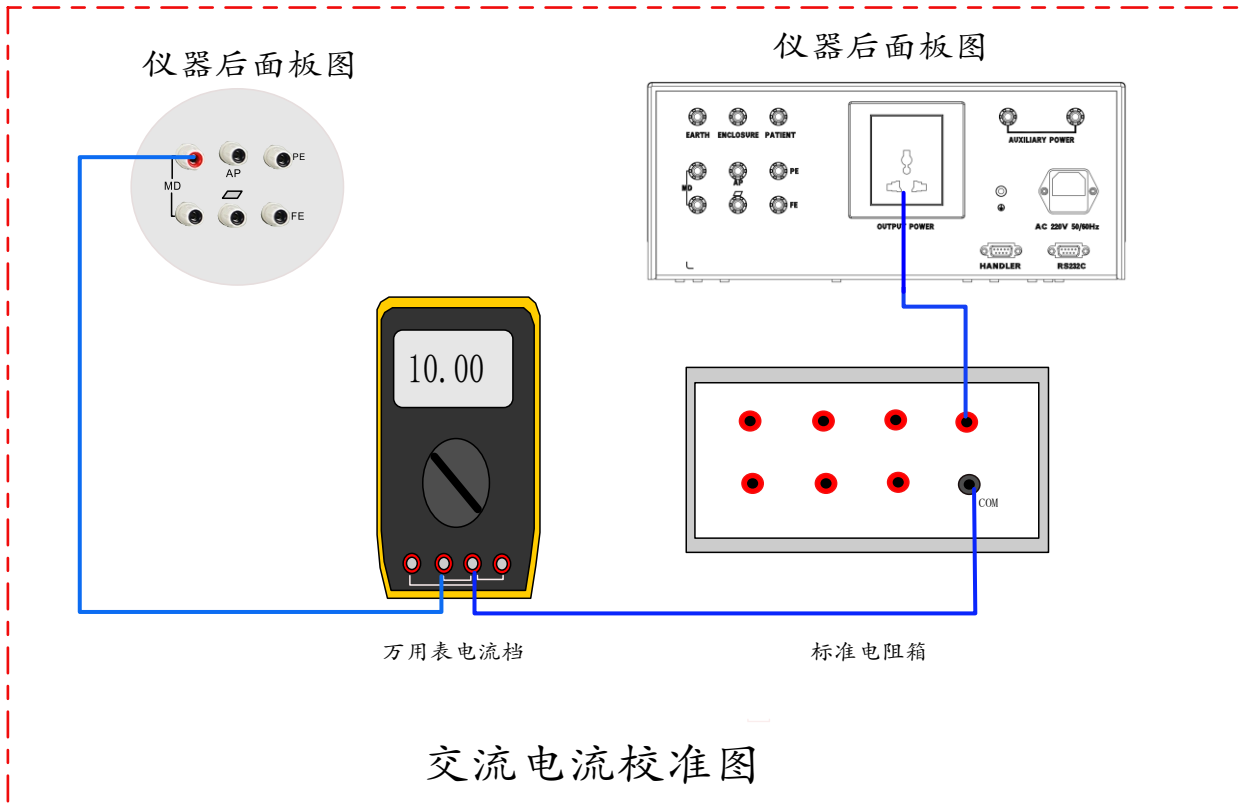 仪器后面板图
仪器后面板图
PE
AP
MD
FE
EARTH ENCLOSURE PATIENT
AUXILIARY POWER
MD
AP
PE
FE
OUTPUT POWER
AC 220V 50/60Hz
HANDLER
RS232C
10.00
COM
万用表电流档
标准电阻箱
交流电流校准图